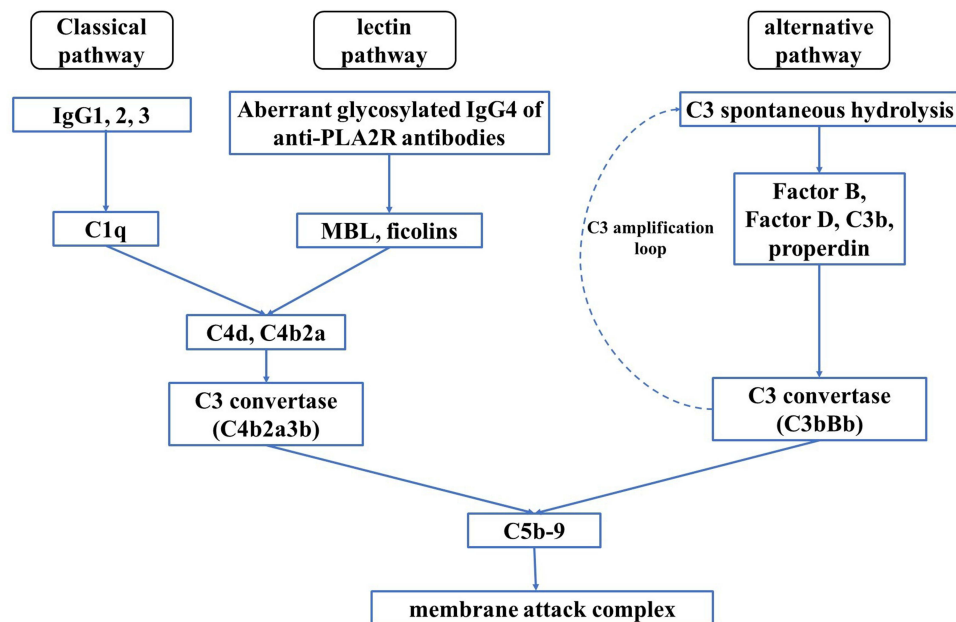 Classical
pathway
lectin
pathway
alternative
pathway
IgG1, 2, 3
Aberrant glycosylated IgG4 of
anti-PLA2R antibodies
C3 spontaneous hydrolysis
C1q
MBL, ficolins
Factor B,
Factor D, C3b,
properdin
C3 amplification
loop
C4d, C4b2a
C3 convertase
(C4b2a3b)
C3 convertase
(C3bBb)
C5b-9
membrane attack complex